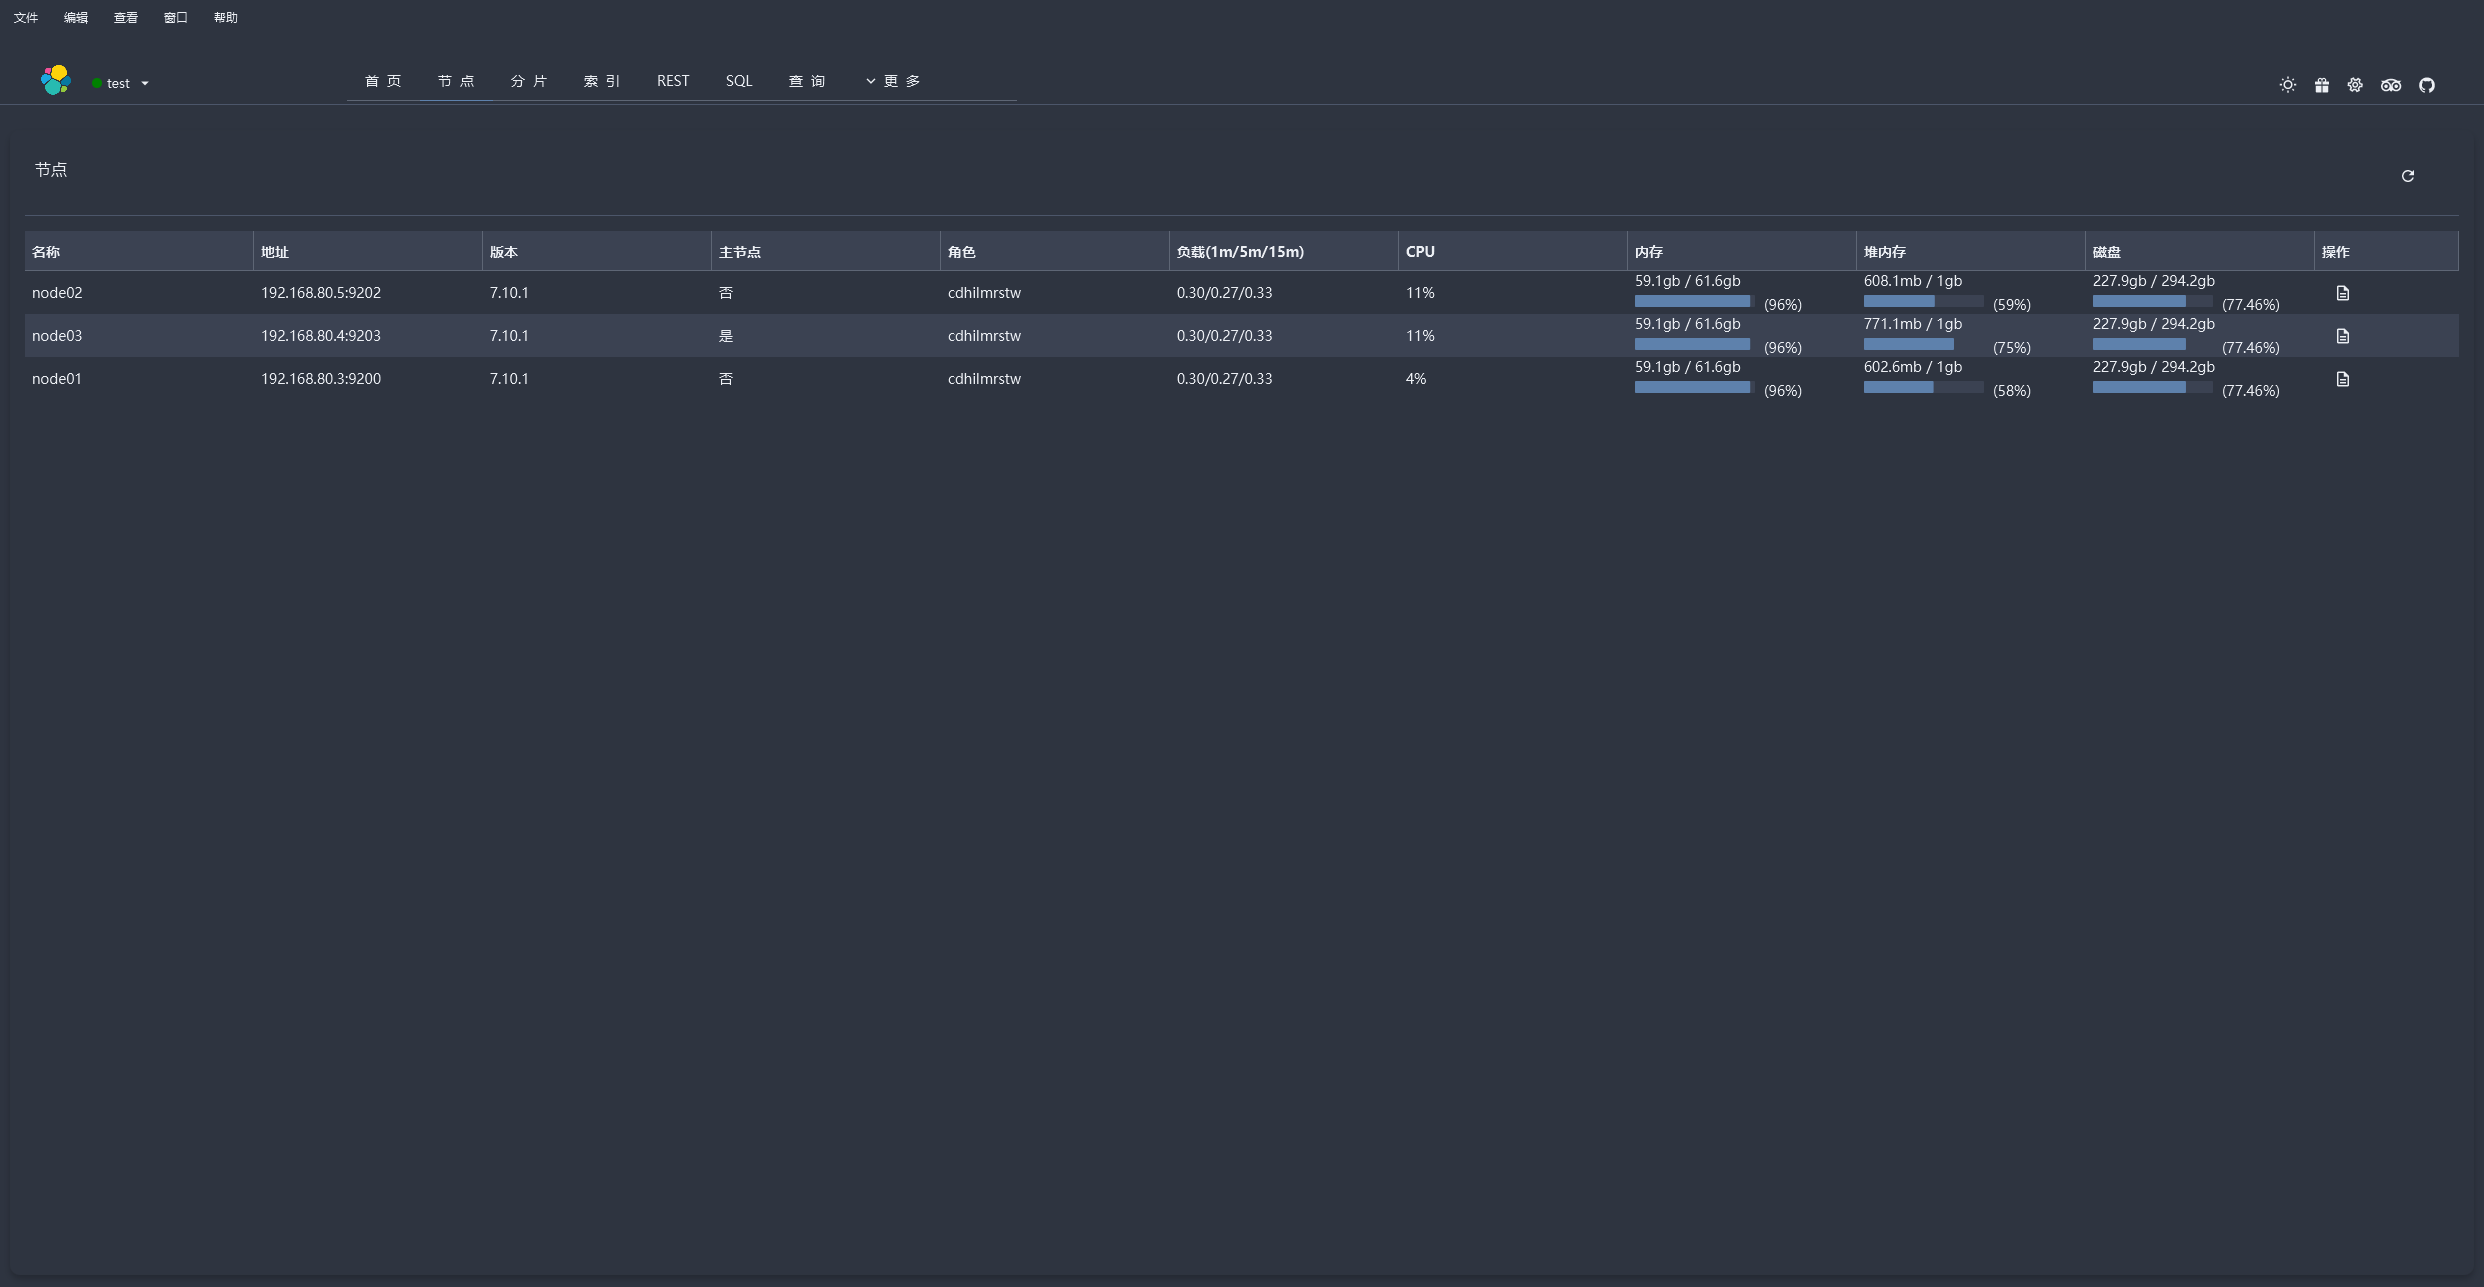 文件 编辑 查看 窗口 帮助
test 首页 节点 分片 索引 REST SQL 查询 更多
节点
名称 地址 版本 主节点 角色 负载(1m/5m/15m) CPU 内存 堆内存 磁盘 操作
node02 192.168.80.5:9202 7.10.1 否 cdhilmrstw 0.30/0.27/0.33 11% 59.1gb / 61.6gb (96%) 608.1mb / 1gb (59%) 227.9gb / 294.2gb (77.46%)
node03 192.168.80.4:9203 7.10.1 是 cdhilmrstw 0.30/0.27/0.33 11% 59.1gb / 61.6gb (96%) 771.1mb / 1gb (75%) 227.9gb / 294.2gb (77.46%)
node01 192.168.80.3:9200 7.10.1 否 cdhilmrstw 0.30/0.27/0.33 4% 59.1gb / 61.6gb (96%) 602.6mb / 1gb (58%) 227.9gb / 294.2gb (77.46%)